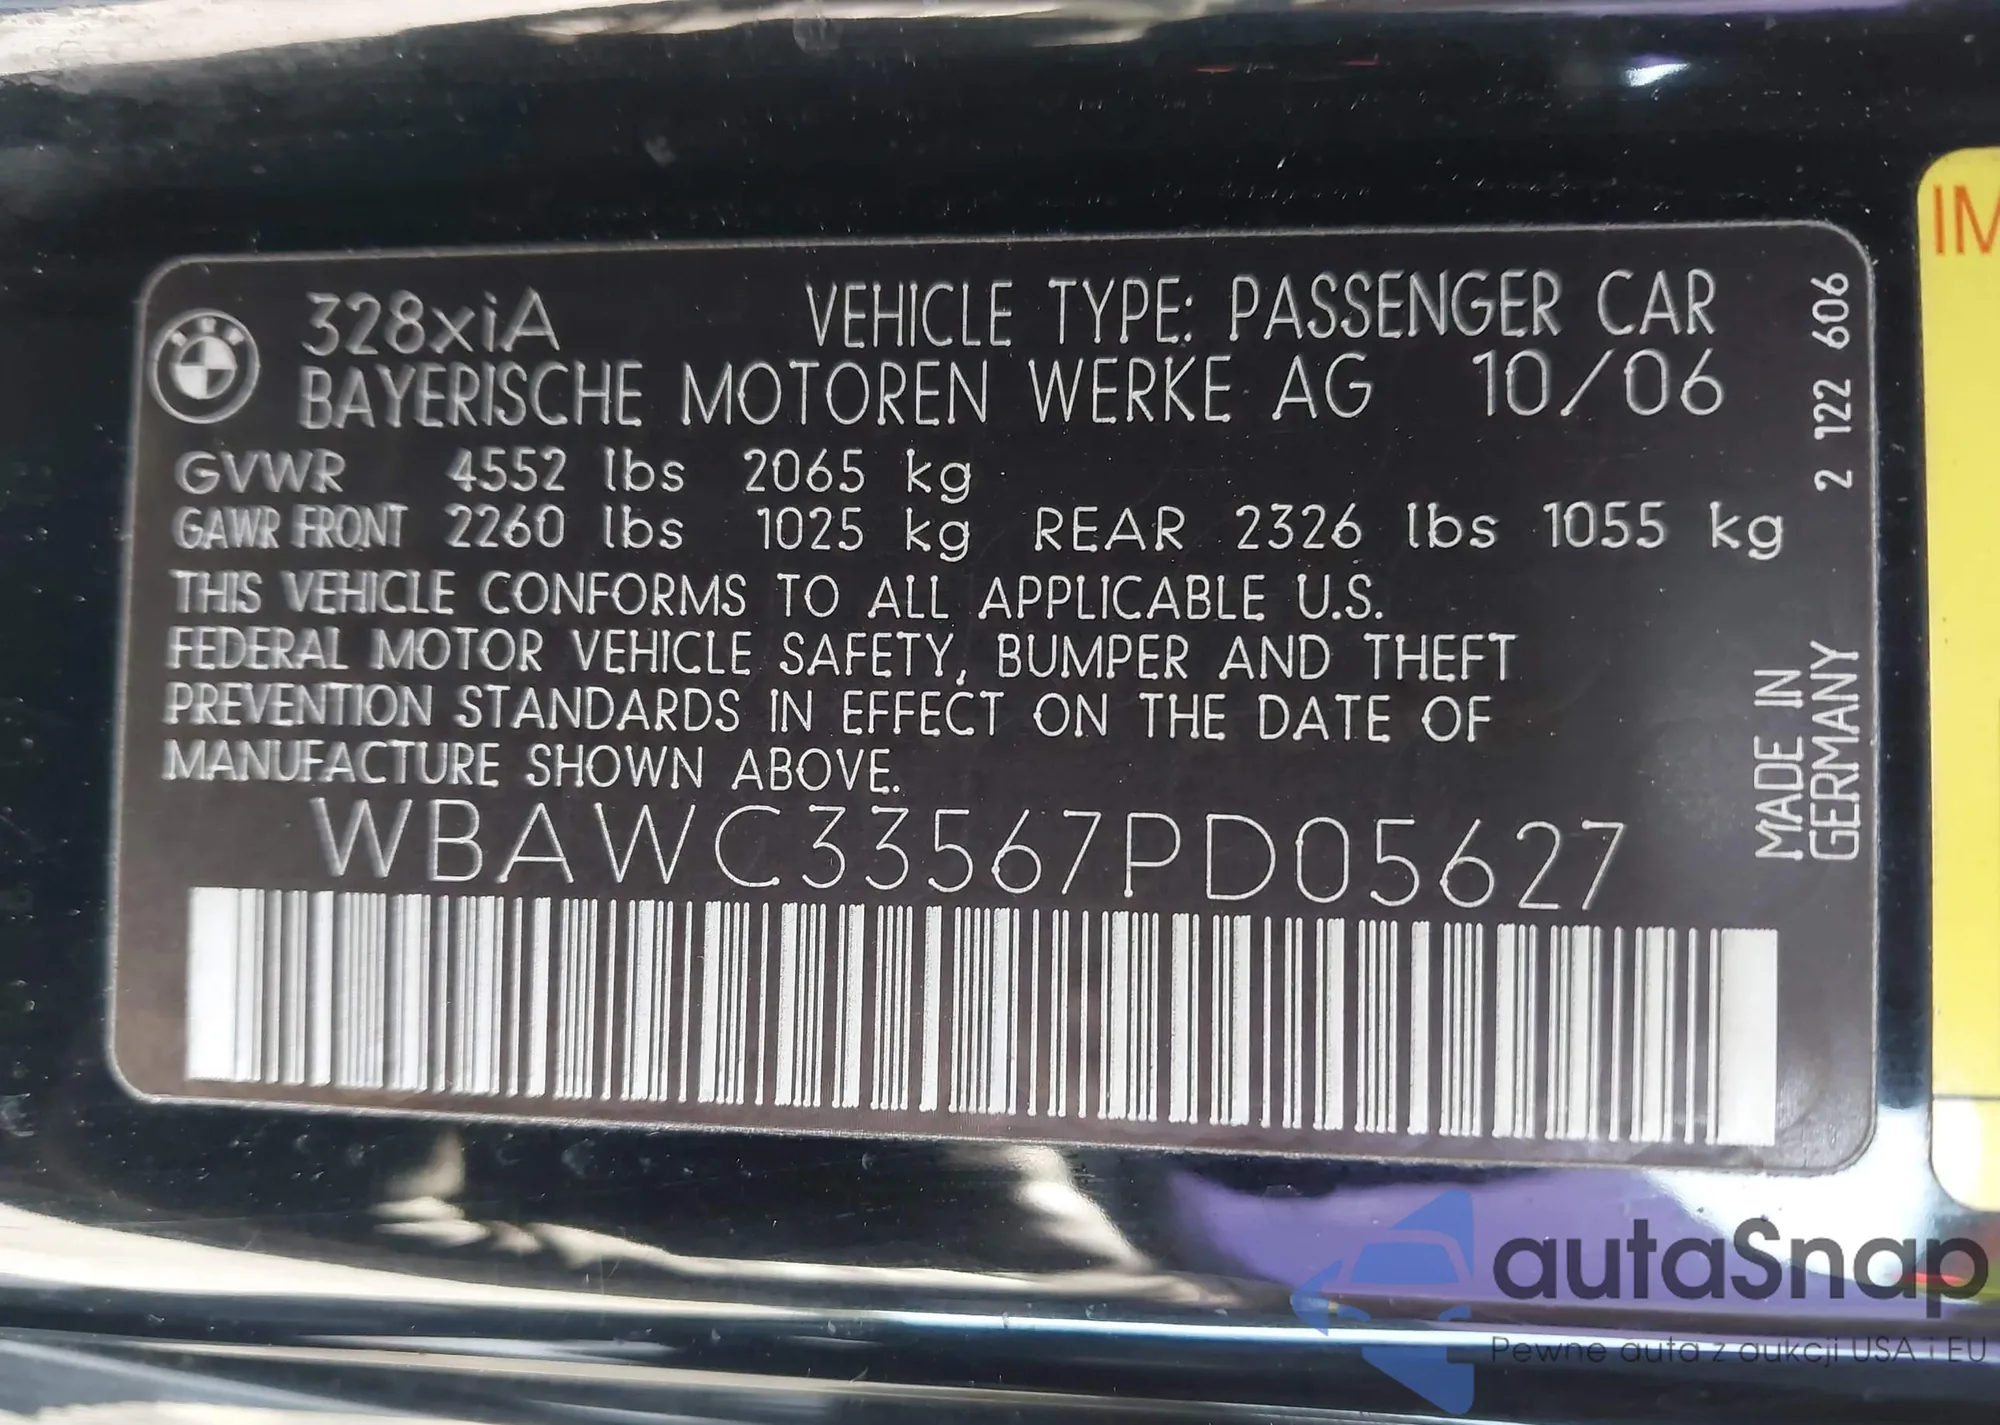 328xiA VEHICLE TYPE: PASSENGER CAR
BAYERISCHE MOTOREN WERKE AG 10/06
GVWR 4552 lbs 2065 kg
GAWR FRONT 2260 lbs 1025 kg REAR 2326 lbs 1055 kg
THIS VEHICLE CONFORMS TO ALL APPLICABLE U.S.
FEDERAL MOTOR VEHICLE SAFETY, BUMPER AND THEFT
PREVENTION STANDARDS IN EFFECT ON THE DATE OF
MANUFACTURE SHOWN ABOVE.
WBAWC33567PD05627
2 122 606
MADE IN
GERMANY
IM
autaSnap
Pewne auta z aukcji USA i EU